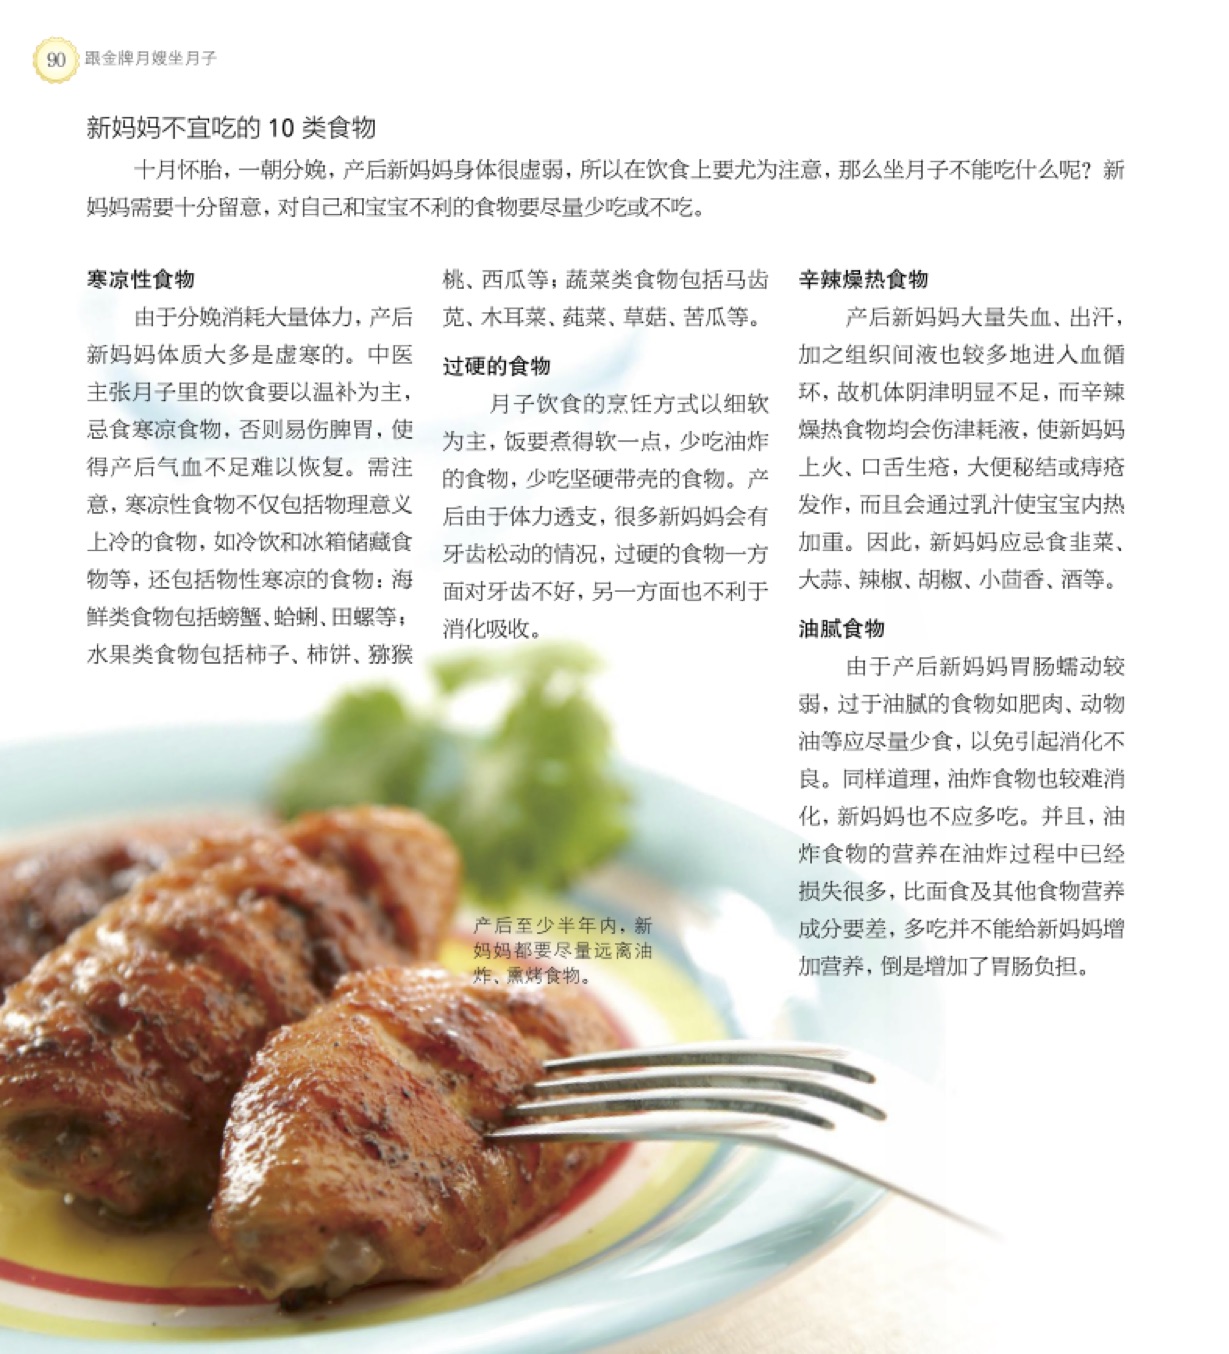 90 跟金牌月嫂坐月子
新妈妈不宜吃的 10 类食物
十月怀胎，一朝分娩，产后新妈妈身体很虚弱，所以在饮食上要尤为注意，那么坐月子不能吃什么呢？新
妈妈需要十分留意，对自己和宝宝不利的食物要尽量少吃或不吃。
寒凉性食物
由于分娩消耗大量体力，产后
新妈妈体质大多是虚寒的。中医
主张月子里的饮食要以温补为主，
忌食寒凉食物，否则易伤脾胃，使
得产后气血不足难以恢复。需注
意，寒凉性食物不仅包括物理意义
上冷的食物，如冷饮和冰箱储藏食
物等，还包括物性寒凉的食物：海
鲜类食物包括螃蟹、蛤蜊、田螺等；
水果类食物包括柿子、柿饼、猕猴
桃、西瓜等；蔬菜类食物包括马齿
苋、木耳菜、莼菜、草菇、苦瓜等。
过硬的食物
月子饮食的烹饪方式以细软
为主，饭要煮得软一点，少吃油炸
的食物，少吃坚硬带壳的食物。产
后由于体力透支，很多新妈妈会有
牙齿松动的情况，过硬的食物一方
面对牙齿不好，另一方面也不利于
消化吸收。
辛辣燥热食物
产后新妈妈大量失血、出汗，
加之组织间液也较多地进入血循
环，故机体阴津明显不足，而辛辣
燥热食物均会伤津耗液，使新妈妈
上火、口舌生疮，大便秘结或痔疮
发作，而且会通过乳汁使宝宝内热
加重。因此，新妈妈应忌食韭菜、
大蒜、辣椒、胡椒、小茴香、酒等。
油腻食物
由于产后新妈妈胃肠蠕动较
弱，过于油腻的食物如肥肉、动物
油等应尽量少食，以免引起消化不
良。同样道理，油炸食物也较难消
化，新妈妈也不应多吃。并且，油
炸食物的营养在油炸过程中已经
损失很多，比面食及其他食物营养
成分要差，多吃并不能给新妈妈增
加营养，倒是增加了胃肠负担。
产后至少半年内，新
妈妈都要尽量远离油
炸、熏烤食物。